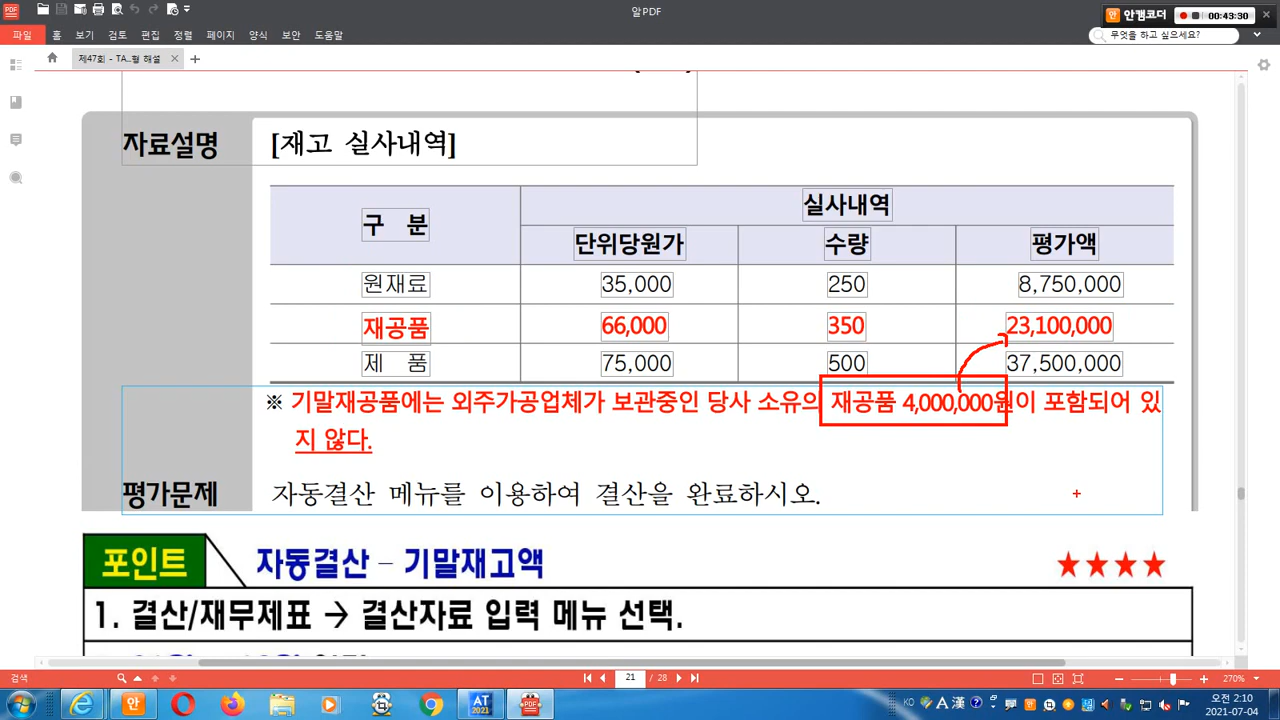 알PDF
안캠코더
00:43:30
파일 홈 보기 검토 편집 정렬 페이지 양식 보안 도움말
무엇을 하고 싶으세요?
제47회 - TA...형 해설
자료설명 [재고 실사내역]
구 분 실사내역
단위당원가 수량 평가액
원재료 35,000 250 8,750,000
재공품 66,000 350 23,100,000
제 품 75,000 500 37,500,000
※ 기말재공품에는 외주가공업체가 보관중인 당사 소유의 재공품 4,000,000원이 포함되어 있
지 않다.
평가문제 자동결산 메뉴를 이용하여 결산을 완료하시오.
포인트 자동결산 – 기말재고액 ★★★★
1. 결산/재무제표 → 결산자료 입력 메뉴 선택.
검색
21 / 28
270%
KO A 漢
오전 2:10
2021-07-04